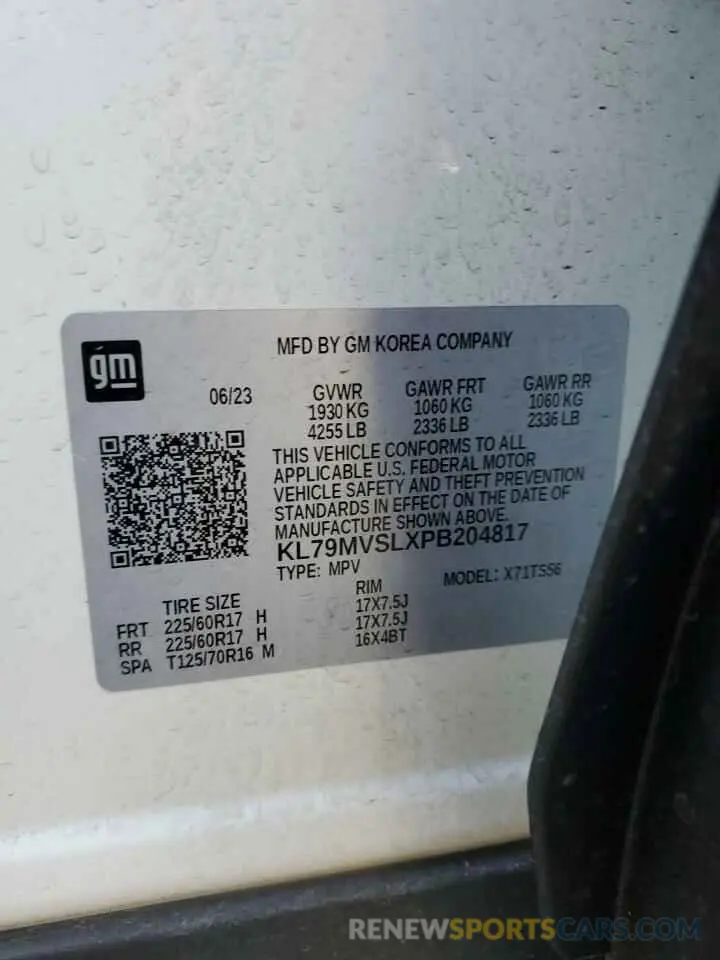 MFD BY GM KOREA COMPANY
gm
06/23
GVWR GAWR FRT GAWR RR
1930 KG 1060 KG 1060 KG
4255 LB 2336 LB 2336 LB
THIS VEHICLE CONFORMS TO ALL
APPLICABLE U.S. FEDERAL MOTOR
VEHICLE SAFETY AND THEFT PREVENTION
STANDARDS IN EFFECT ON THE DATE OF
MANUFACTURE SHOWN ABOVE.
KL79MVSLXPB204817
TYPE: MPV MODEL: X71TSS6
TIRE SIZE RIM
FRT 225/60R17 H 17X7.5J
RR 225/60R17 H 17X7.5J
SPA T125/70R16 M 16X4BT
RENEWSPORTSCARS.COM